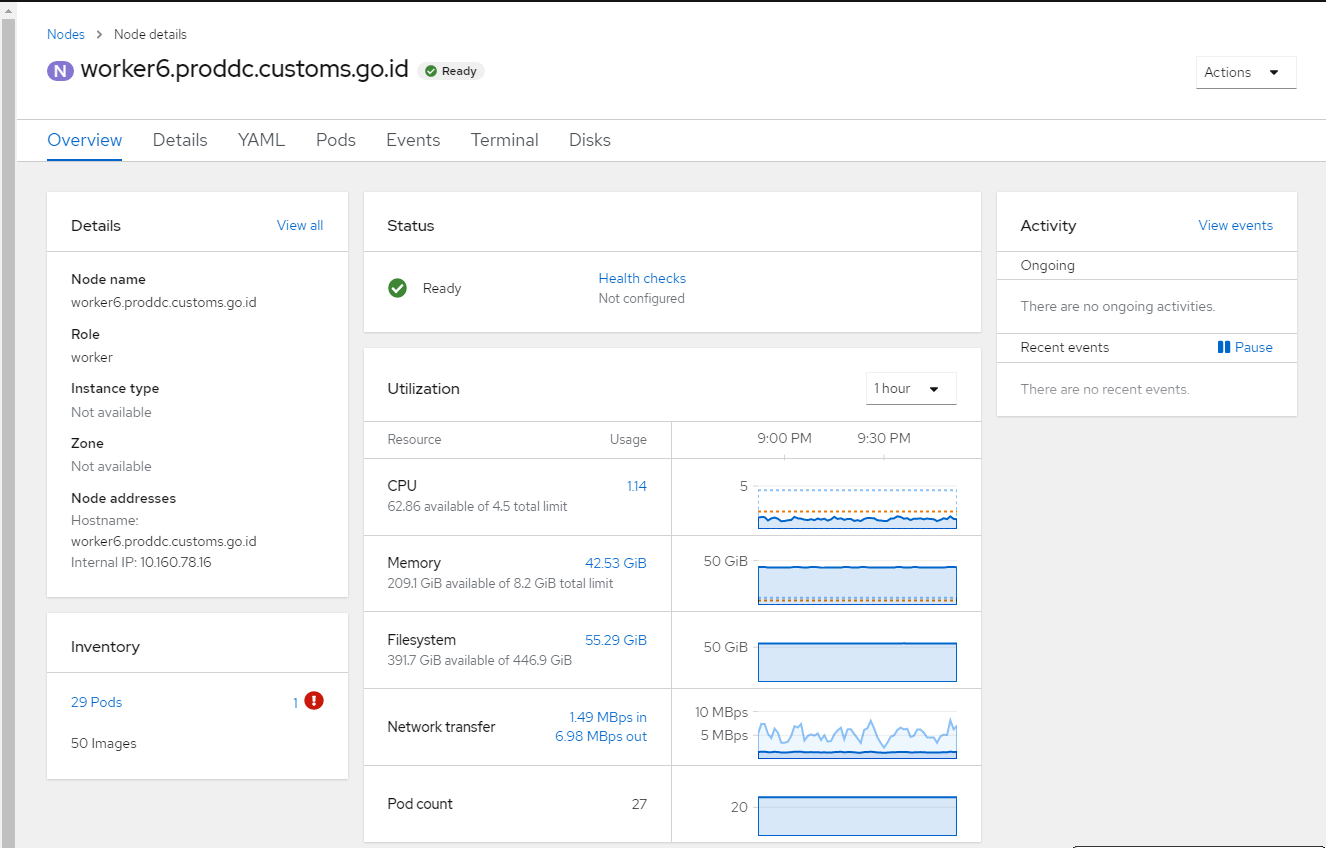 Nodes > Node details
N worker6.proddc.customs.go.id Ready
Actions
Overview Details YAML Pods Events Terminal Disks
Details View all
Node name
worker6.proddc.customs.go.id
Role
worker
Instance type
Not available
Zone
Not available
Node addresses
Hostname:
worker6.proddc.customs.go.id
Internal IP: 10.160.78.16
Inventory
29 Pods 1
50 Images
Status
Ready
Health checks
Not configured
Utilization 1 hour
Resource Usage 9:00 PM 9:30 PM
CPU 1.14
62.86 available of 4.5 total limit
5
Memory 42.53 GiB
209.1 GiB available of 8.2 GiB total limit
50 GiB
Filesystem 55.29 GiB
391.7 GiB available of 446.9 GiB
50 GiB
Network transfer
1.49 MBps in
6.98 MBps out
10 MBps
5 MBps
Pod count 27
20
Activity View events
Ongoing
There are no ongoing activities.
Recent events Pause
There are no recent events.